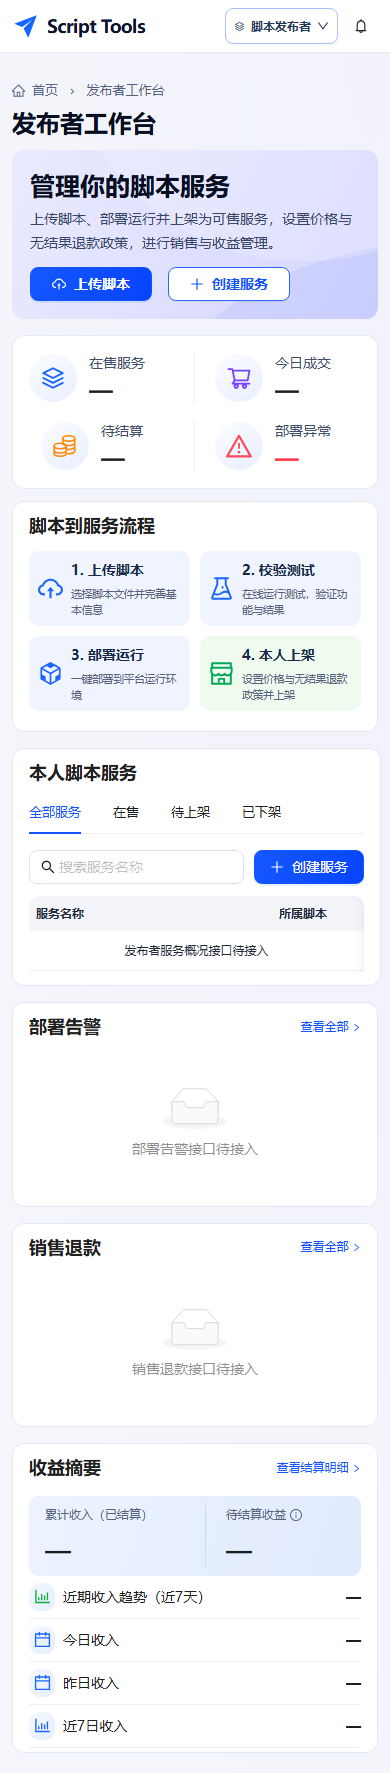 Script Tools
脚本发布者
首页 > 发布者工作台
发布者工作台
管理你的脚本服务
上传脚本、部署运行并上架为可售服务，设置价格与
无结果退款政策，进行销售与收益管理。
上传脚本
创建服务
在售服务
—
今日成交
—
待结算
—
部署异常
—
脚本到服务流程
1. 上传脚本
选择脚本文件并完善基
本信息
2. 校验测试
在线运行测试，验证功
能与结果
3. 部署运行
一键部署到平台运行环
境
4. 本人上架
设置价格与无结果退款
政策并上架
本人脚本服务
全部服务 在售 待上架 已下架
搜索服务名称
创建服务
服务名称 所属脚本
发布者服务概况接口待接入
部署告警
查看全部 >
部署告警接口待接入
销售退款
查看全部 >
销售退款接口待接入
收益摘要
查看结算明细 >
累计收入（已结算）
—
待结算收益
—
近期收入趋势（近7天） —
今日收入 —
昨日收入 —
近7日收入 —